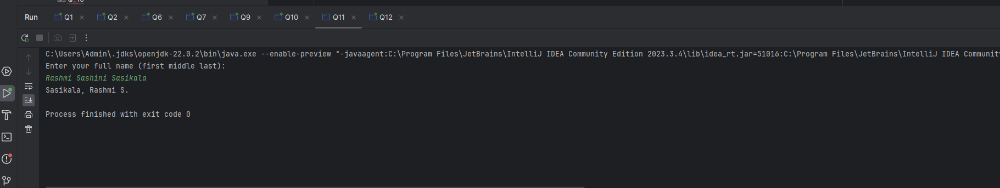 Run Q1 Q2 Q6 Q7 Q9 Q10 Q11 Q12
C:\Users\Admin\.jdks\openjdk-22.0.2\bin\java.exe --enable-preview "-javaagent:C:\Program Files\JetBrains\IntelliJ IDEA Community Edition 2023.3.4\lib\idea_rt.jar=51016:C:\Program Files\JetBrains\IntelliJ IDEA Communit
Enter your full name (first middle last):
Rashmi Sashini Sasikala
Sasikala, Rashmi S.
Process finished with exit code 0